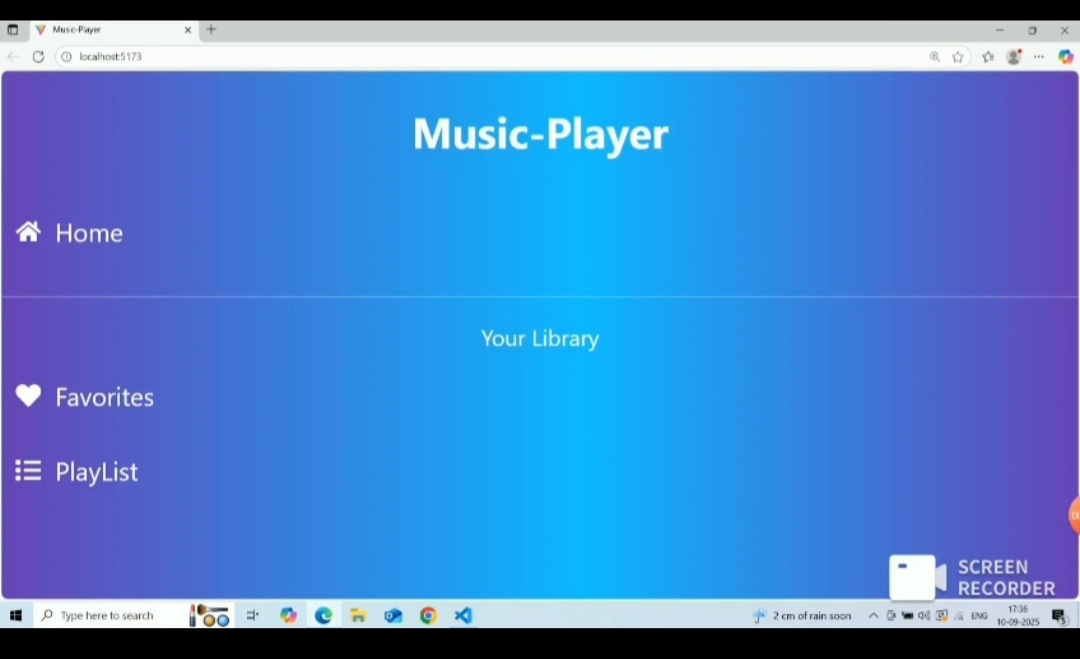 Music-Player
localhost:5173
Music-Player
Home
Your Library
Favorites
PlayList
SCREEN
RECORDER
Type here to search
2 cm of rain soon
ENG
17:36
10-09-2025